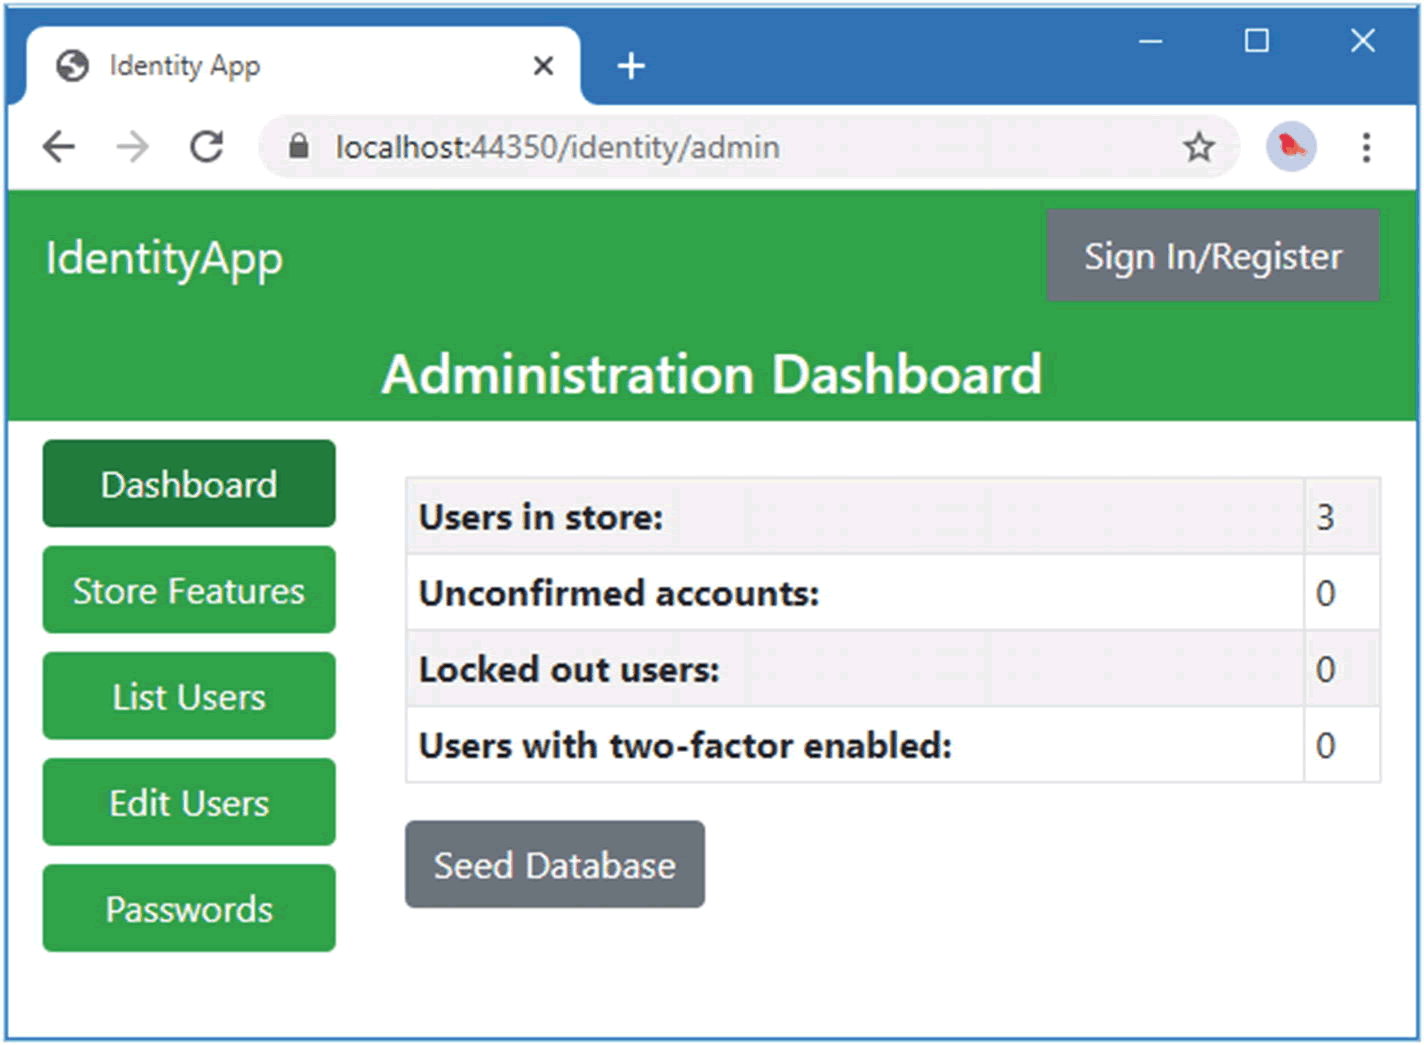 Identity App
localhost:44350/identity/admin
IdentityApp
Sign In/Register
Administration Dashboard
Dashboard
Store Features
List Users
Edit Users
Passwords
Users in store: 3
Unconfirmed accounts: 0
Locked out users: 0
Users with two-factor enabled: 0
Seed Database